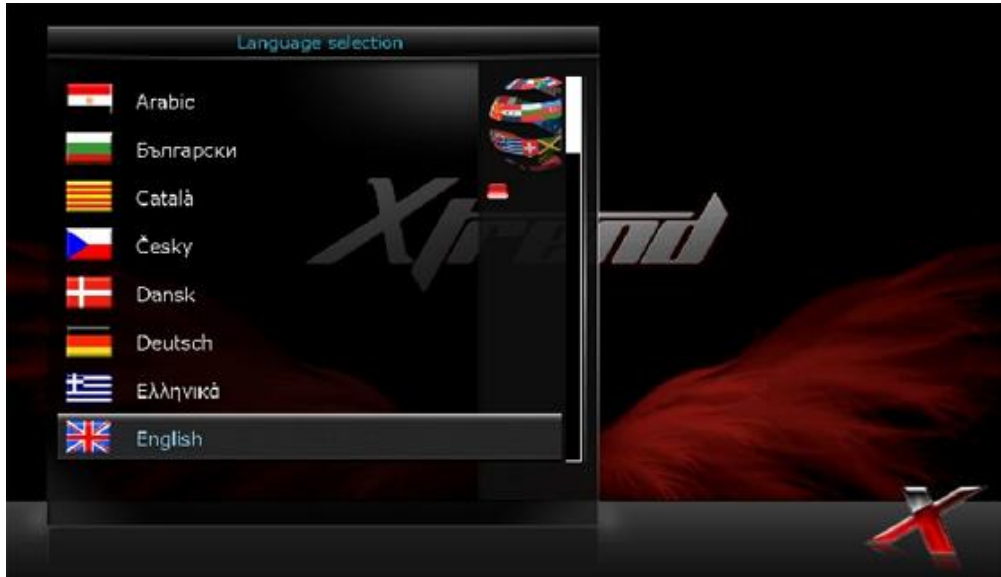 Language selection
Arabic
Български
Català
Česky
Dansk
Deutsch
Ελληνικά
English
Xtrend
X